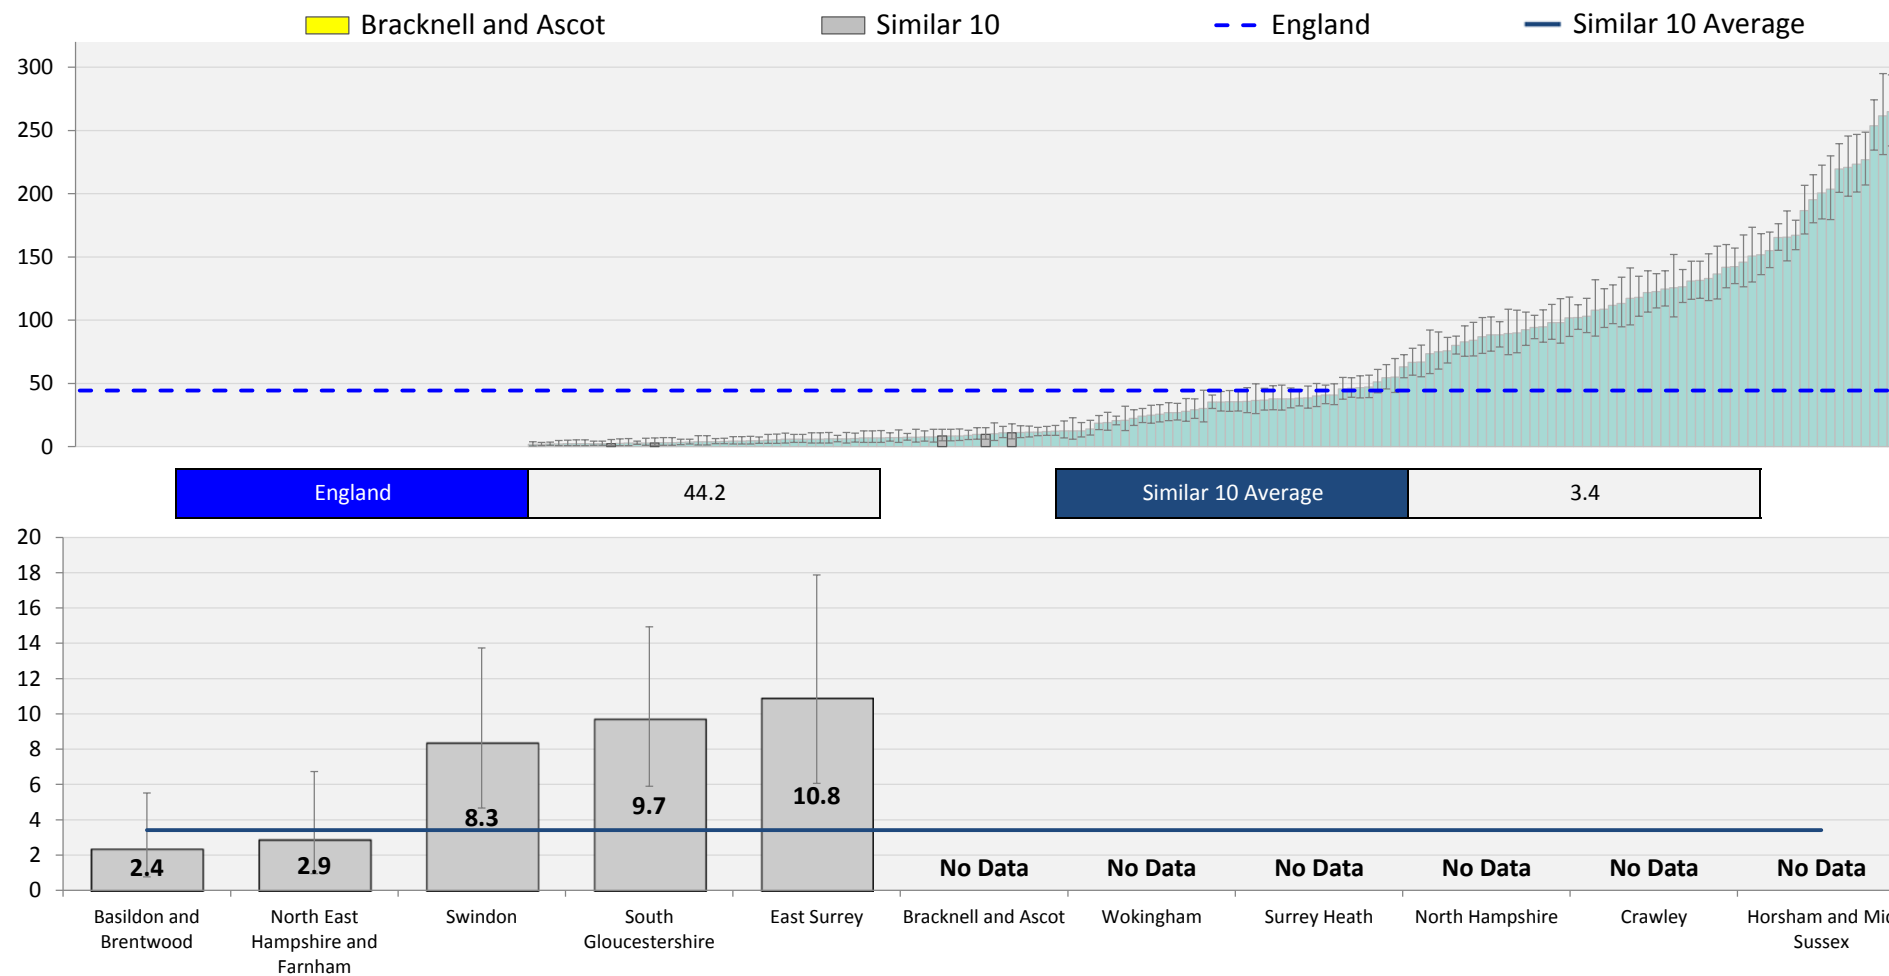 Bracknell and Ascot
Similar 10
England
Similar 10 Average
300
250
200
150
100
50
0
England
44.2
Similar 10 Average
3.4
20
18
16
14
12
10
8
6
4
2
0
2.4
2.9
8.3
9.7
10.8
No Data
No Data
No Data
No Data
No Data
No Data
Basildon and
Brentwood
North East
Hampshire and
Farnham
Swindon
South
Gloucestershire
East Surrey
Bracknell and Ascot
Wokingham
Surrey Heath
North Hampshire
Crawley
Horsham and Mid
Sussex